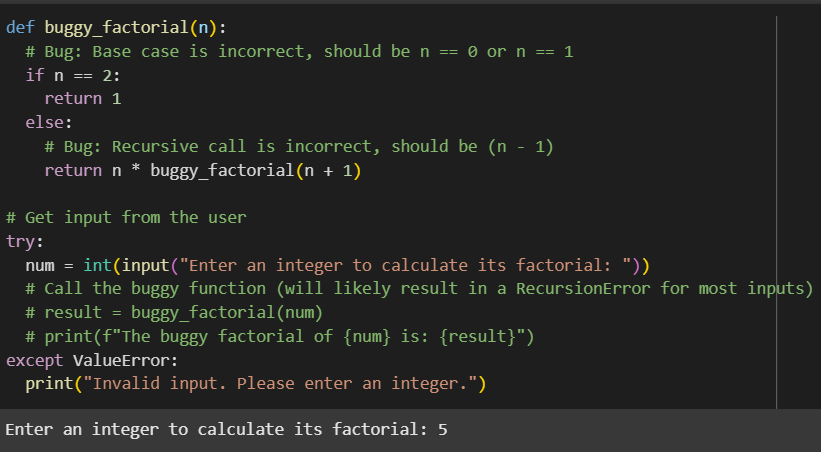 def buggy_factorial(n):
  # Bug: Base case is incorrect, should be n == 0 or n == 1
  if n == 2:
    return 1
  else:
    # Bug: Recursive call is incorrect, should be (n - 1)
    return n * buggy_factorial(n + 1)

# Get input from the user
try:
  num = int(input("Enter an integer to calculate its factorial: "))
  # Call the buggy function (will likely result in a RecursionError for most inputs)
  # result = buggy_factorial(num)
  # print(f"The buggy factorial of {num} is: {result}")
except ValueError:
  print("Invalid input. Please enter an integer.")
Enter an integer to calculate its factorial: 5